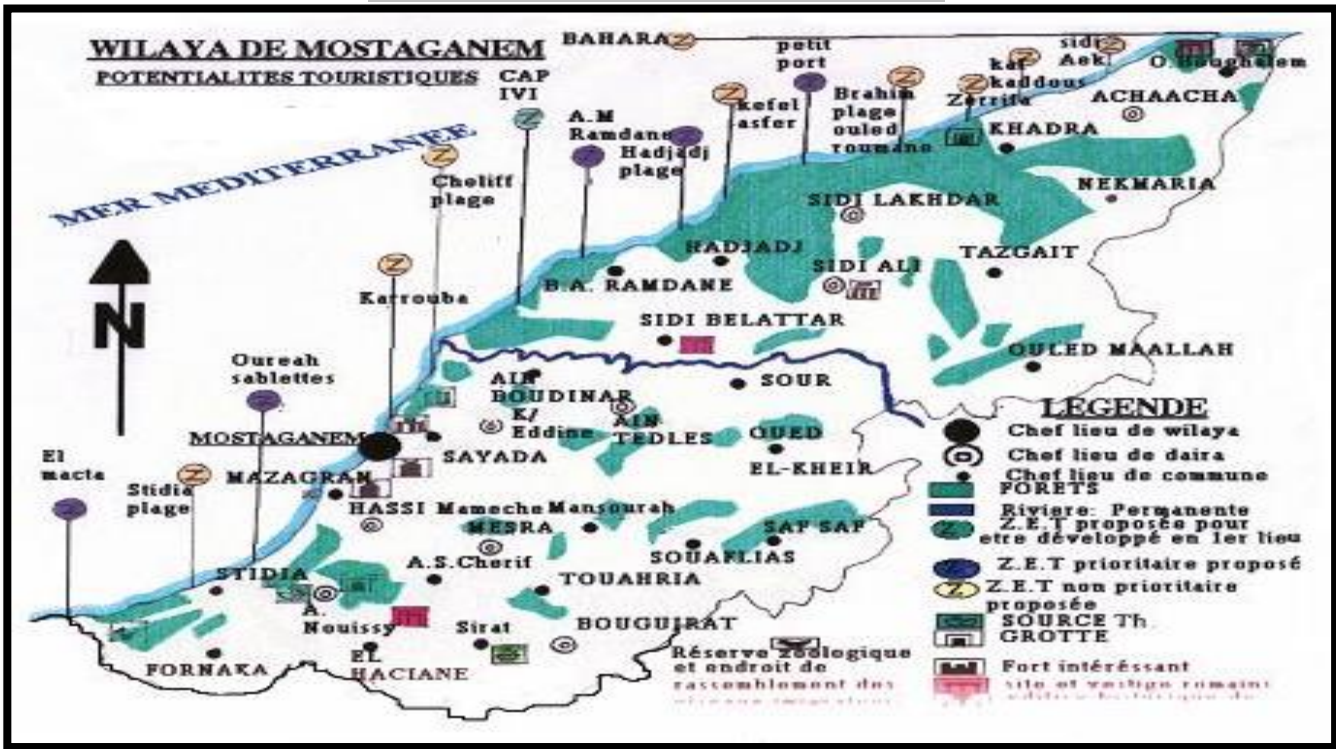 WILAYA DE MOSTAGANEM
POTENTIALITES TOURISTIQUES
MER MEDITERRANEE
N
BAHARA
CAP
IVI
A.M
Ramdane
Hadjadj
plage
kefel
asfer
petit
port
Brahim
plage
ouled
roumane
Zerrifa
kaf
kaddous
sidi
O.Boughalem
ACHAACHA
KHADRA
NEKMARIA
SIDI LAKHDAR
TAZGAIT
HADJADJ
SIDI ALI
B.A. RAMDANE
SIDI BELATTAR
OULED MAALLAH
Cheliff
plage
Karrouba
Oureah
sablettes
El
macta
Stidia
plage
AIN
BOUDINAR
K/
Eddine
AIN
TEDLES
SOUR
OUED
EL-KHEIR
MOSTAGANEM
SAYADA
MAZAGRAN
HASSI Mameche
Mansourah
MESRA
SAF SAF
SOUAFLIAS
STIDIA
A.S.Cherif
TOUAHRIA
A.
Nouissy
Sirat
BOUGUIRAT
FORNAKA
EL
HACIANE
LEGENDE
Chef lieu de wilaya
Chef lieu de daira
Chef lieu de commune
FORETS
Riviere: Permanente
Z.E.T proposée pour
etre développé en 1er lieu
Z.E.T prioritaire proposé
Z.E.T non prioritaire
proposée
SOURCE Th.
GROTTE
Fort intéréssant
site et vestige romains
Réserve zoologique
et endroit de
rassemblement des